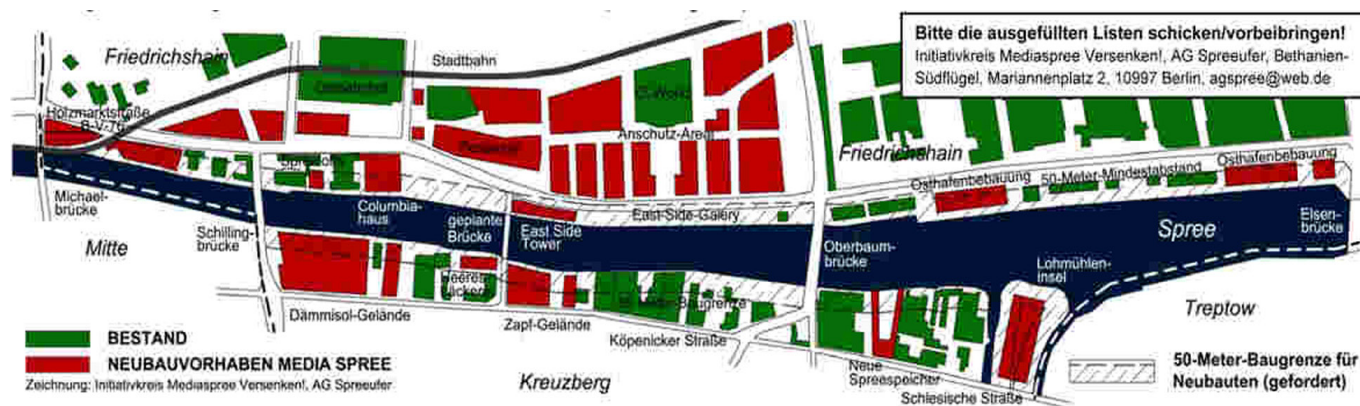 Bitte die ausgefüllten Listen schicken/vorbeibringen!
Initiativkreis Mediaspree Versenken!, AG Spreeufer, Bethanien-
Südflügel, Mariannenplatz 2, 10997 Berlin, agspree@web.de
Friedrichshain
Stadtbahn
Holzmarktstraße
B-V-76
Anschutz-Areal
Friedrichshain
Osthafenbebauung
50-Meter-Mindestabstand
Osthafenbebauung
Michael-
brücke
Columbia-
haus
geplante
Brücke
East-Side-Galery
East Side
Tower
Schilling-
brücke
Mitte
Oberbaum-
brücke
Spree
Elsen-
brücke
Lohmühlen-
insel
Treptow
Dämmisol-Gelände
Zapf-Gelände
Köpenicker Straße
Kreuzberg
Neue
Spreespeicher
Schlesische Straße
BESTAND
NEUBAUVORHABEN MEDIA SPREE
Zeichnung: Initiativkreis Mediaspree Versenken!, AG Spreeufer
50-Meter-Baugrenze für
Neubauten (gefordert)